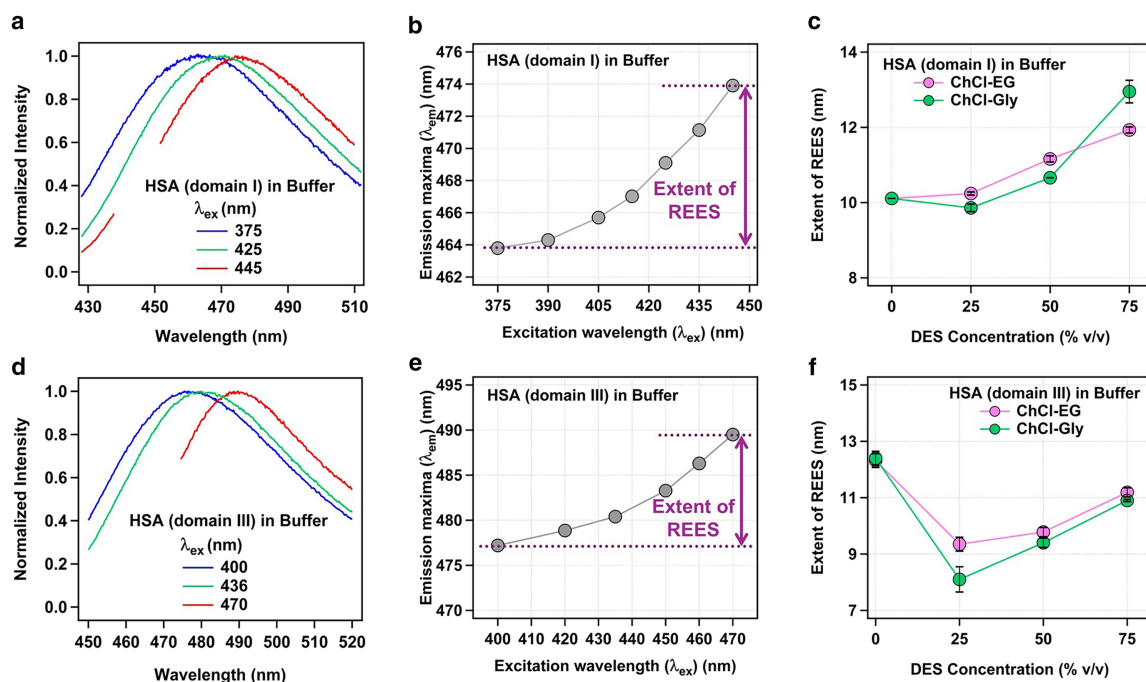 a
Normalized Intensity
1.0
0.8
0.6
0.4
0.2
0.0
HSA (domain I) in Buffer
λex (nm)
375
425
445
430 450 470 490 510
Wavelength (nm)
b
Emission maxima (λem) (nm)
476
474
472
470
468
466
464
462
HSA (domain I) in Buffer
Extent of
REES
375 390 405 420 435 450
Excitation wavelength (λex) (nm)
c
Extent of REES (nm)
14
12
10
8
HSA (domain I) in Buffer
ChCl-EG
ChCl-Gly
0 25 50 75
DES Concentration (% v/v)
d
Normalized Intensity
1.0
0.8
0.6
0.4
0.2
0.0
HSA (domain III) in Buffer
λex (nm)
400
436
470
450 460 470 480 490 500 510 520
Wavelength (nm)
e
Emission maxima (λem) (nm)
495
490
485
480
475
470
HSA (domain III) in Buffer
Extent of
REES
400 410 420 430 440 450 460 470
Excitation wavelength (λex) (nm)
f
Extent of REES (nm)
15
13
11
9
7
HSA (domain III) in Buffer
ChCl-EG
ChCl-Gly
0 25 50 75
DES Concentration (% v/v)